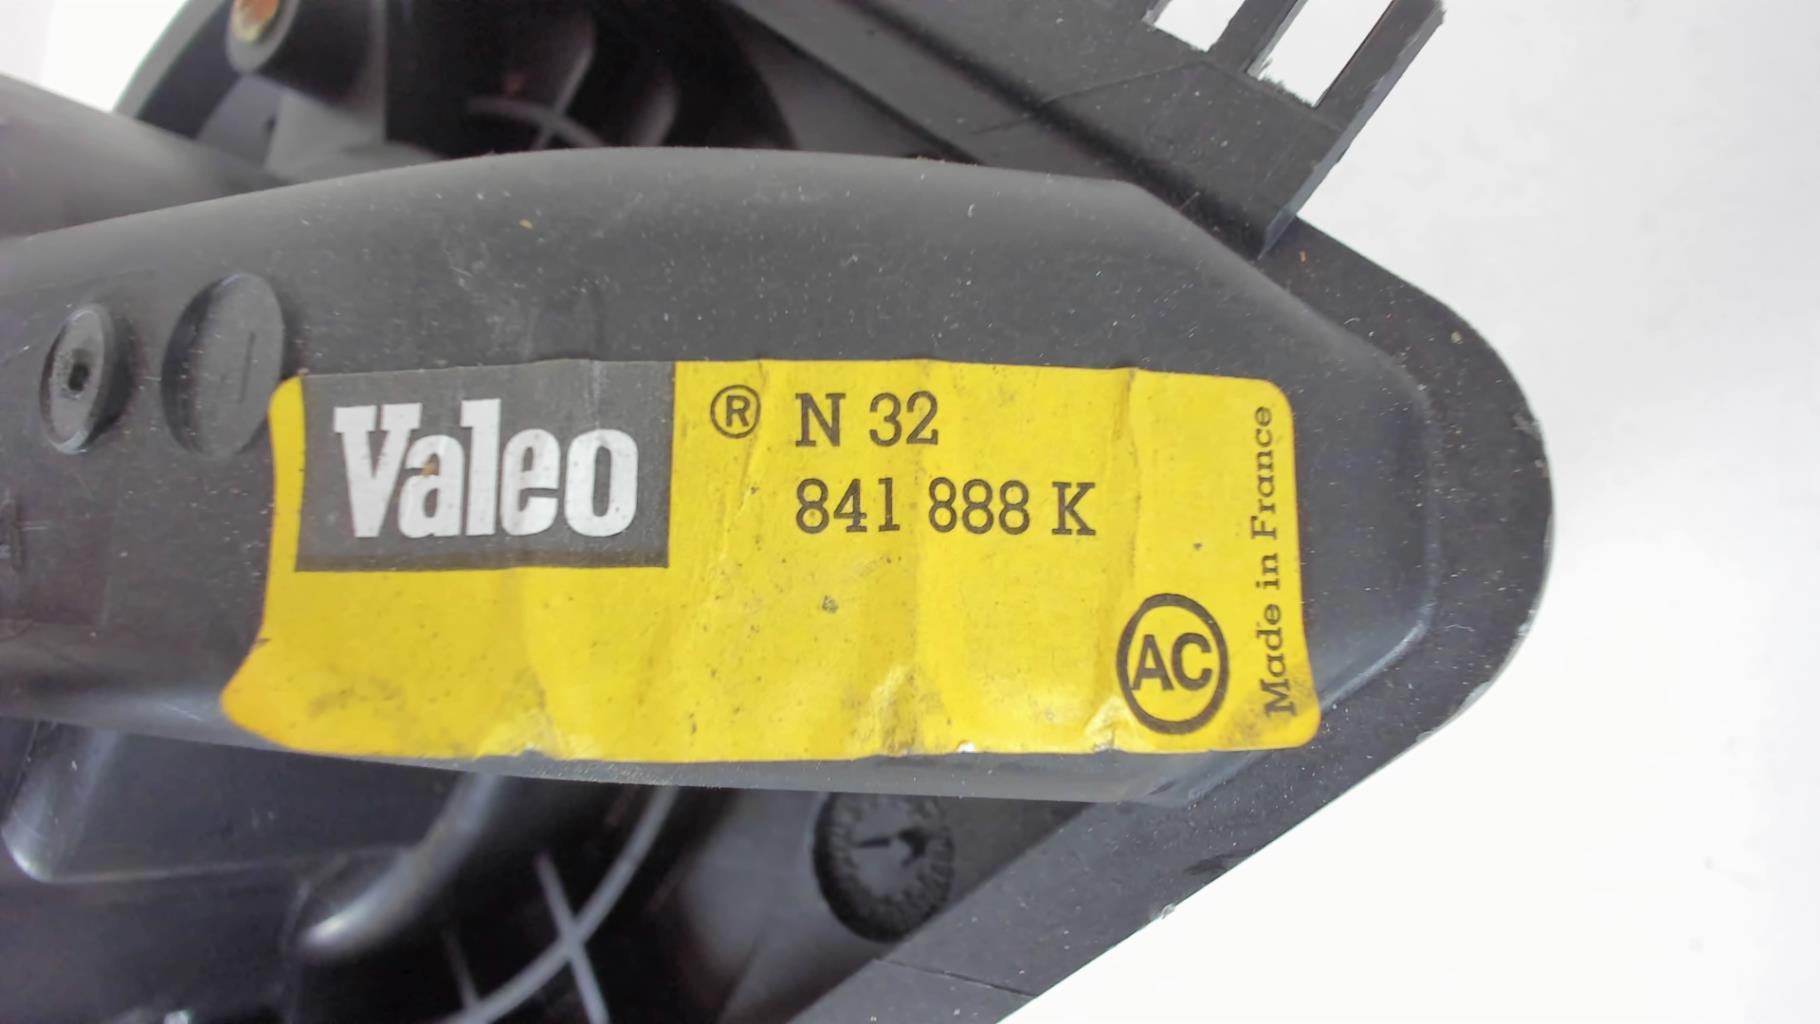 Valeo ® N 32
841 888 K
AC
Made in France